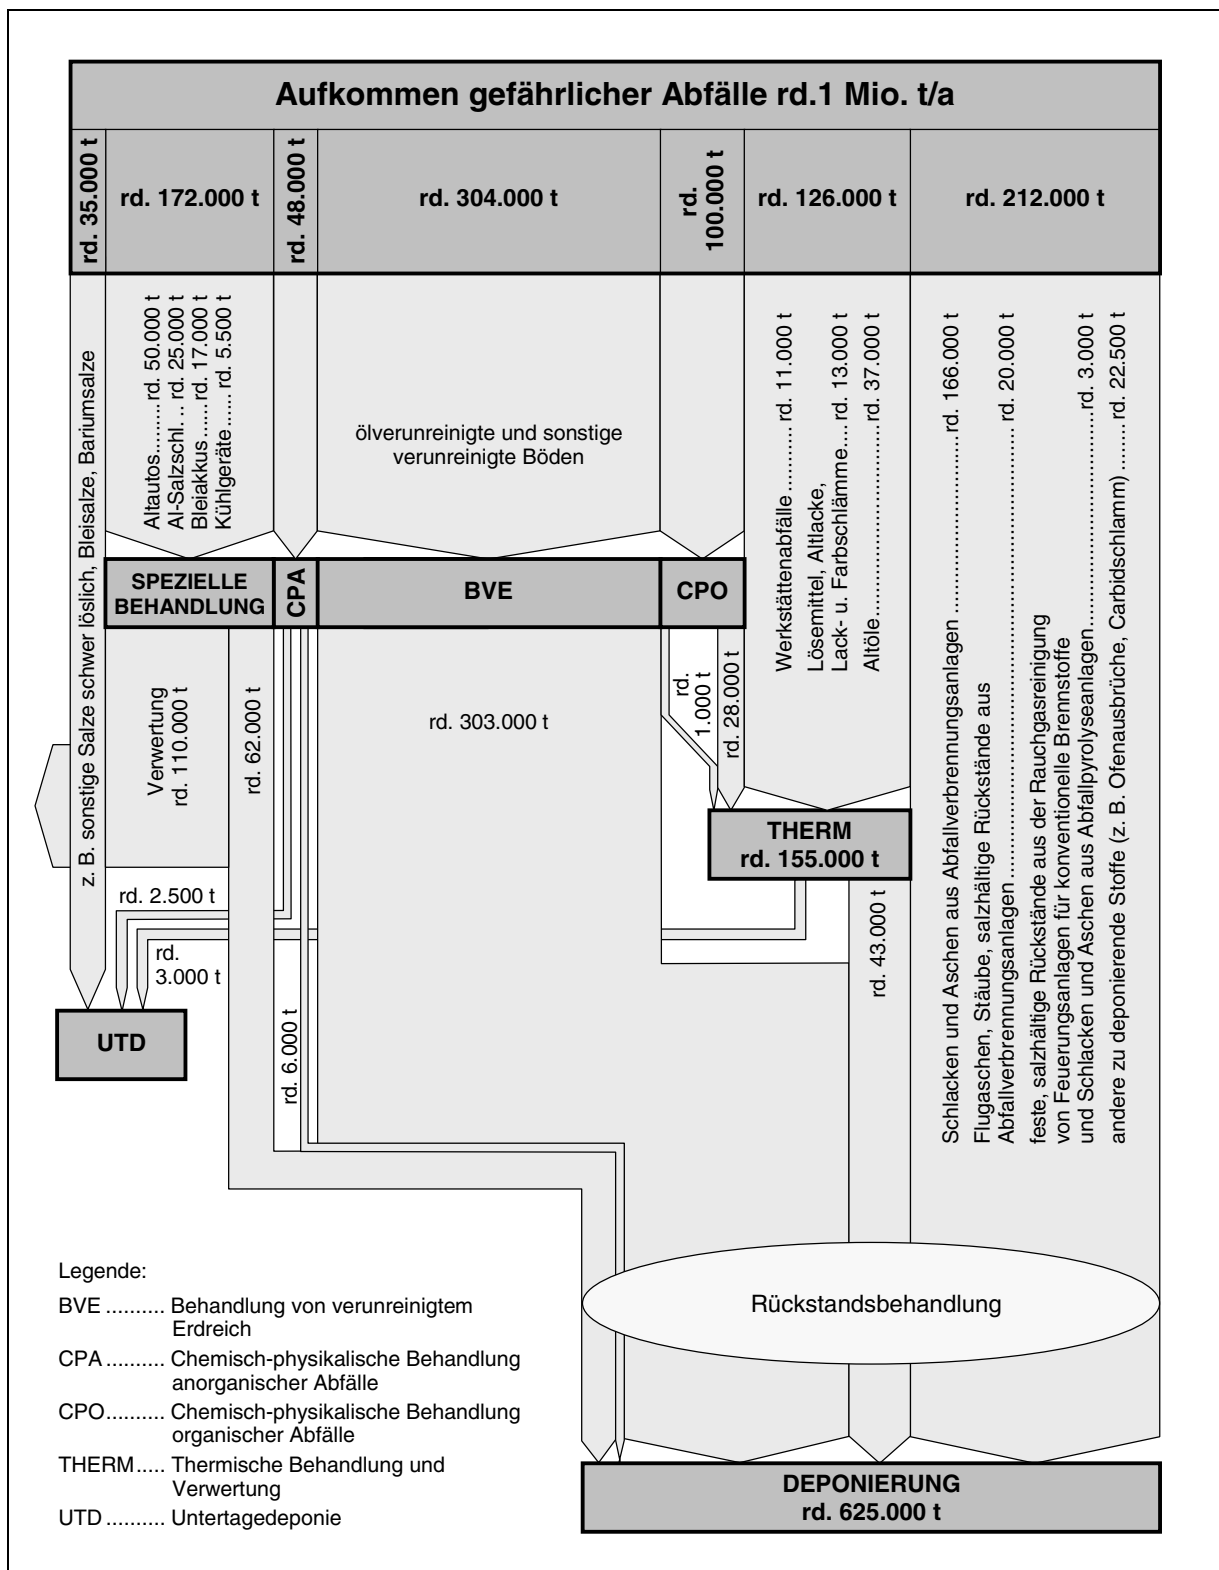 Aufkommen gefährlicher Abfälle rd.1 Mio. t/a
rd. 35.000 t
rd. 172.000 t
rd. 48.000 t
rd. 304.000 t
rd.
100.000 t
rd. 126.000 t
rd. 212.000 t
z. B. sonstige Salze schwer löslich, Bleisalze, Bariumsalze
Altautos.........rd. 50.000 t
Al-Salzschl. .. rd. 25.000 t
Bleiakkus......rd. 17.000 t
Kühlgeräte ..... rd. 5.500 t
ölverunreinigte und sonstige
verunreinigte Böden
Werkstättenabfälle ......... rd. 11.000 t
Lösemittel, Altlacke,
Lack- u. Farbschlämme.... rd. 13.000 t
Altöle.............................. rd. 37.000 t
Schlacken und Aschen aus Abfallverbrennungsanlagen ...........................rd. 166.000 t
Flugaschen, Stäube, salzhältige Rückstände aus
Abfallverbrennungsanlagen .................................................. rd. 20.000 t
feste, salzhältige Rückstände aus der Rauchgasreinigung
von Feuerungsanlagen für konventionelle Brennstoffe
und Schlacken und Aschen aus Abfallpyrolyseanlagen.......................rd. 3.000 t
andere zu deponierende Stoffe (z. B. Ofenausbrüche, Carbidschlamm) ........ rd. 22.500 t
SPEZIELLE
BEHANDLUNG
CPA
BVE
CPO
Verwertung
rd. 110.000 t
rd. 62.000 t
rd. 303.000 t
rd.
1.000 t
rd. 28.000 t
THERM
rd. 155.000 t
rd. 2.500 t
rd.
3.000 t
rd. 43.000 t
UTD
rd. 6.000 t
Rückstandsbehandlung
Legende:
BVE .......... Behandlung von verunreinigtem
Erdreich
CPA .......... Chemisch-physikalische Behandlung
anorganischer Abfälle
CPO.......... Chemisch-physikalische Behandlung
organischer Abfälle
THERM..... Thermische Behandlung und
Verwertung
UTD .......... Untertagedeponie
DEPONIERUNG
rd. 625.000 t